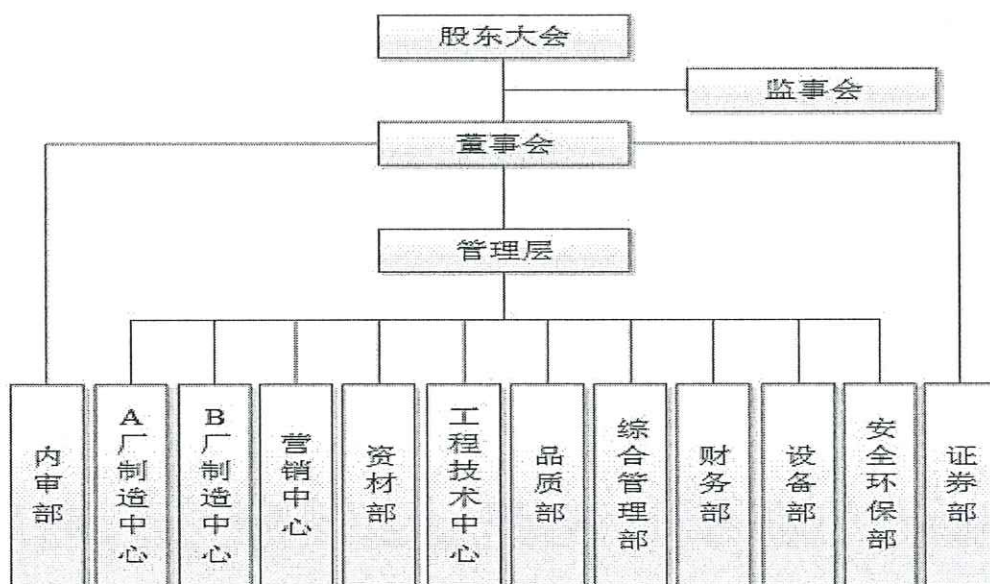 股东大会
监事会
董事会
管理层
内审部
A厂制造中心
B厂制造中心
营销中心
资材部
工程技术中心
品质部
综合管理部
财务部
设备部
安全环保部
证券部